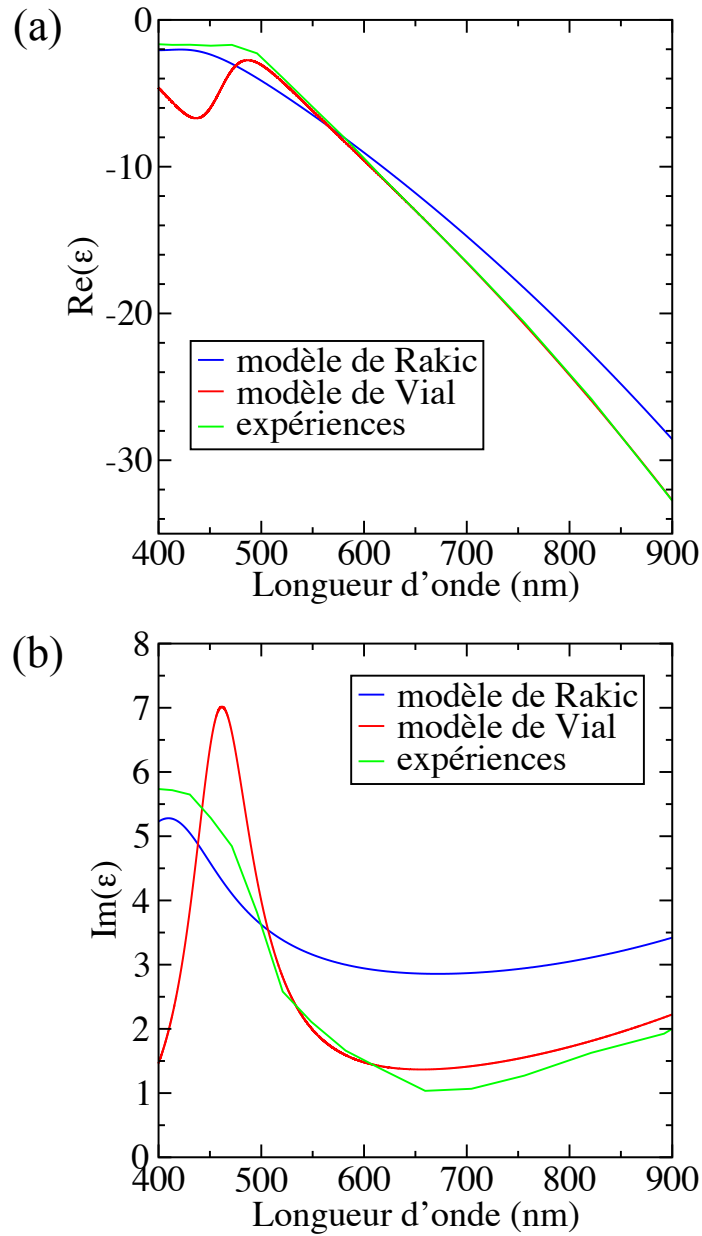 (a)
0
-10
-20
-30
Re(ε)
modèle de Rakic
modèle de Vial
expériences
400 500 600 700 800 900
Longueur d'onde (nm)
(b)
8
7
6
5
4
3
2
1
0
Im(ε)
modèle de Rakic
modèle de Vial
expériences
400 500 600 700 800 900
Longueur d'onde (nm)